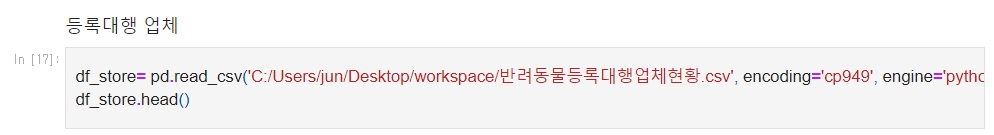 등록대행 업체
In [17]:
df_store= pd.read_csv('C:/Users/jun/Desktop/workspace/반려동물등록대행업체현황.csv', encoding='cp949', engine='pytho
df_store.head()